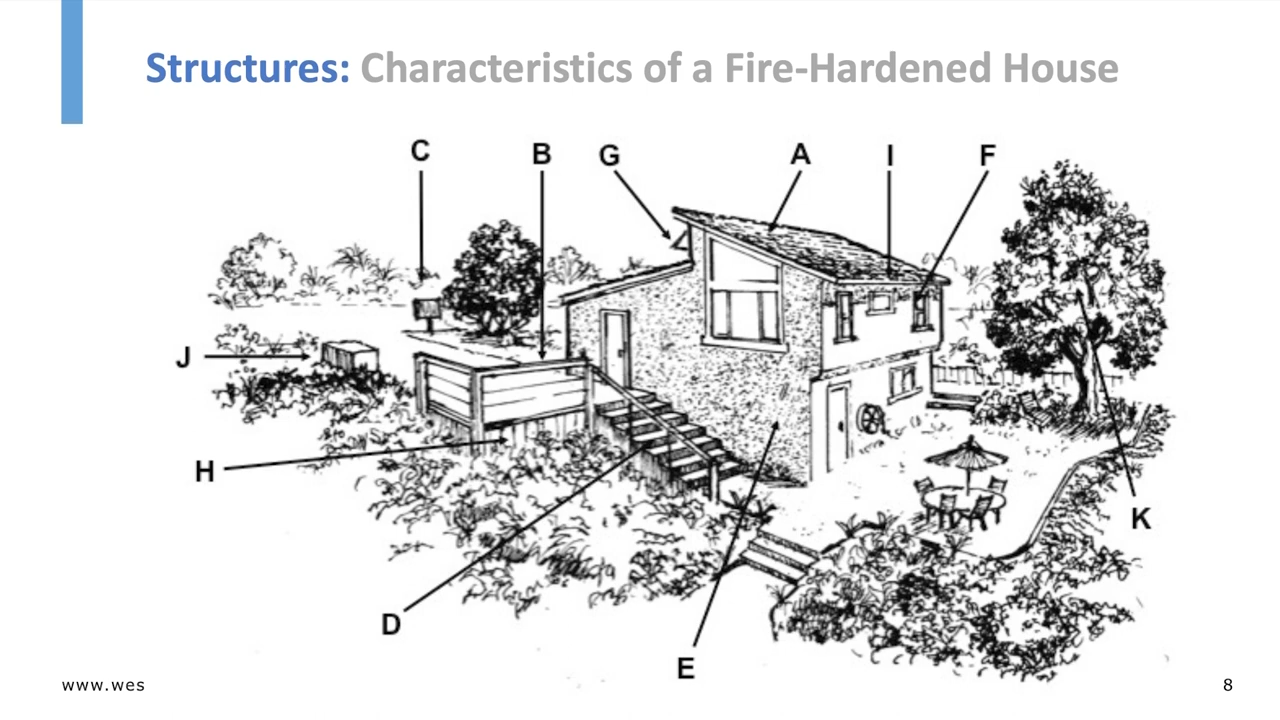 Structures: Characteristics of a Fire-Hardened House
C B G A I F
J
H
K
D
E
www.wes
8